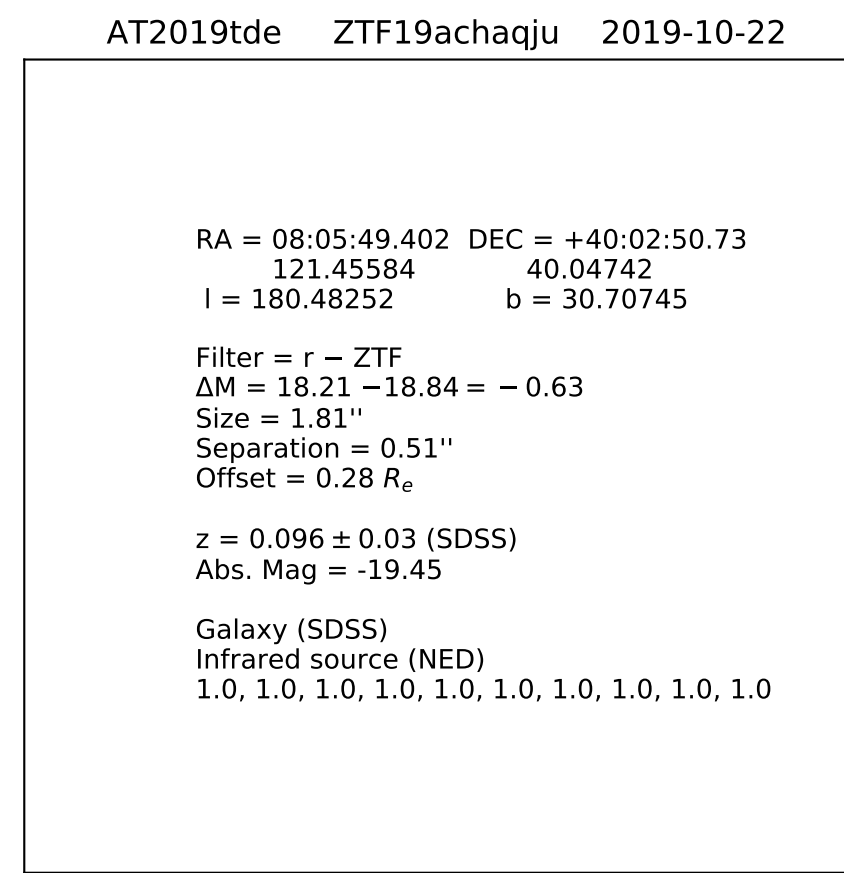 AT2019tde ZTF19achaqju 2019-10-22
RA = 08:05:49.402 DEC = +40:02:50.73
121.45584 40.04742
l = 180.48252 b = 30.70745
Filter = r − ZTF
ΔM = 18.21 −18.84 = − 0.63
Size = 1.81''
Separation = 0.51''
Offset = 0.28 Rₑ
z = 0.096 ± 0.03 (SDSS)
Abs. Mag = -19.45
Galaxy (SDSS)
Infrared source (NED)
1.0, 1.0, 1.0, 1.0, 1.0, 1.0, 1.0, 1.0, 1.0, 1.0